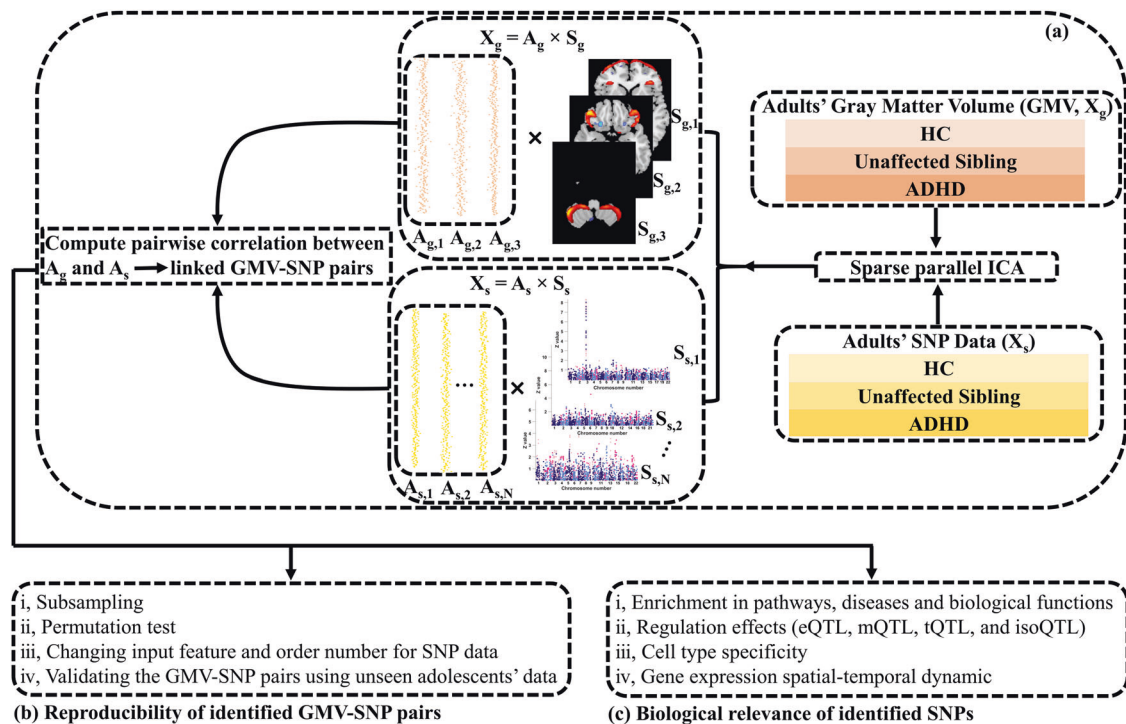 (a)
X_g = A_g × S_g
×
S_g,1
S_g,2
S_g,3
A_g,1 A_g,2 A_g,3
Adults' Gray Matter Volume (GMV, X_g)
HC
Unaffected Sibling
ADHD
Compute pairwise correlation between
A_g and A_s → linked GMV-SNP pairs
Sparse parallel ICA
X_s = A_s × S_s
...
×
S_s,1
S_s,2
S_s,N
Z value
Chromosome number
Z value
Chromosome number
Z value
Chromosome number
A_s,1 A_s,2 A_s,N
Adults' SNP Data (X_s)
HC
Unaffected Sibling
ADHD
i, Subsampling
ii, Permutation test
iii, Changing input feature and order number for SNP data
iv, Validating the GMV-SNP pairs using unseen adolescents' data
(b) Reproducibility of identified GMV-SNP pairs
i, Enrichment in pathways, diseases and biological functions
ii, Regulation effects (eQTL, mQTL, tQTL, and isoQTL)
iii, Cell type specificity
iv, Gene expression spatial-temporal dynamic
(c) Biological relevance of identified SNPs